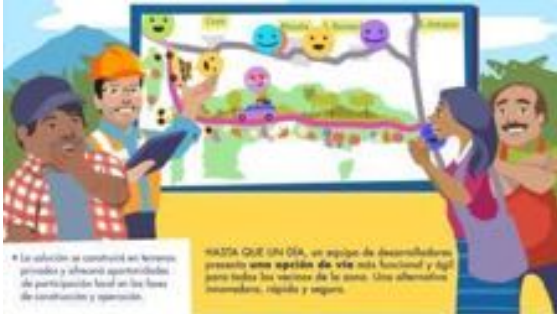 • La solución se construirá en terrenos
privados y ofrecerá oportunidades
de participación local en las fases
de construcción y operación.
HASTA QUE UN DÍA, un equipo de desarrolladores
presenta una opción de vía más funcional y ágil
para todos los vecinos de la zona. Una alternativa
innovadora, rápida y segura.